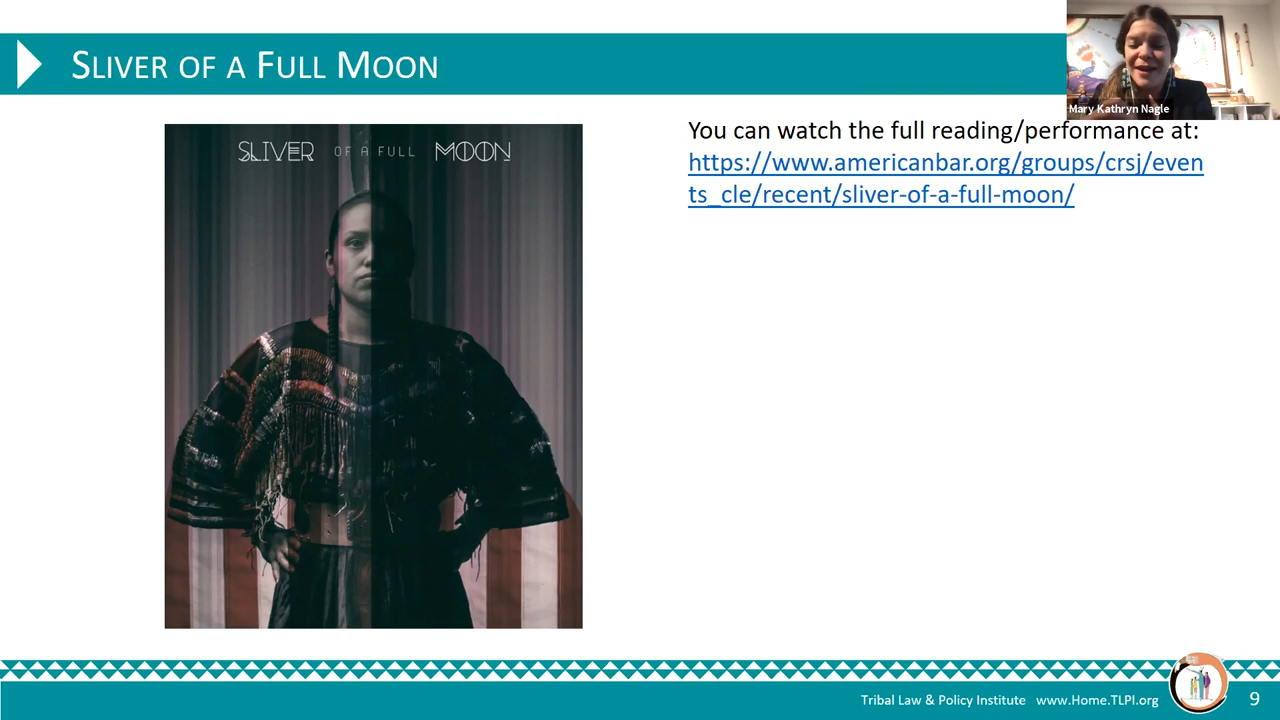 SLIVER OF A FULL MOON
Mary Kathryn Nagle
SLIVER OF A FULL MOON
You can watch the full reading/performance at:
https://www.americanbar.org/groups/crsj/even
ts_cle/recent/sliver-of-a-full-moon/
Tribal Law & Policy Institute www.Home.TLPI.org
9